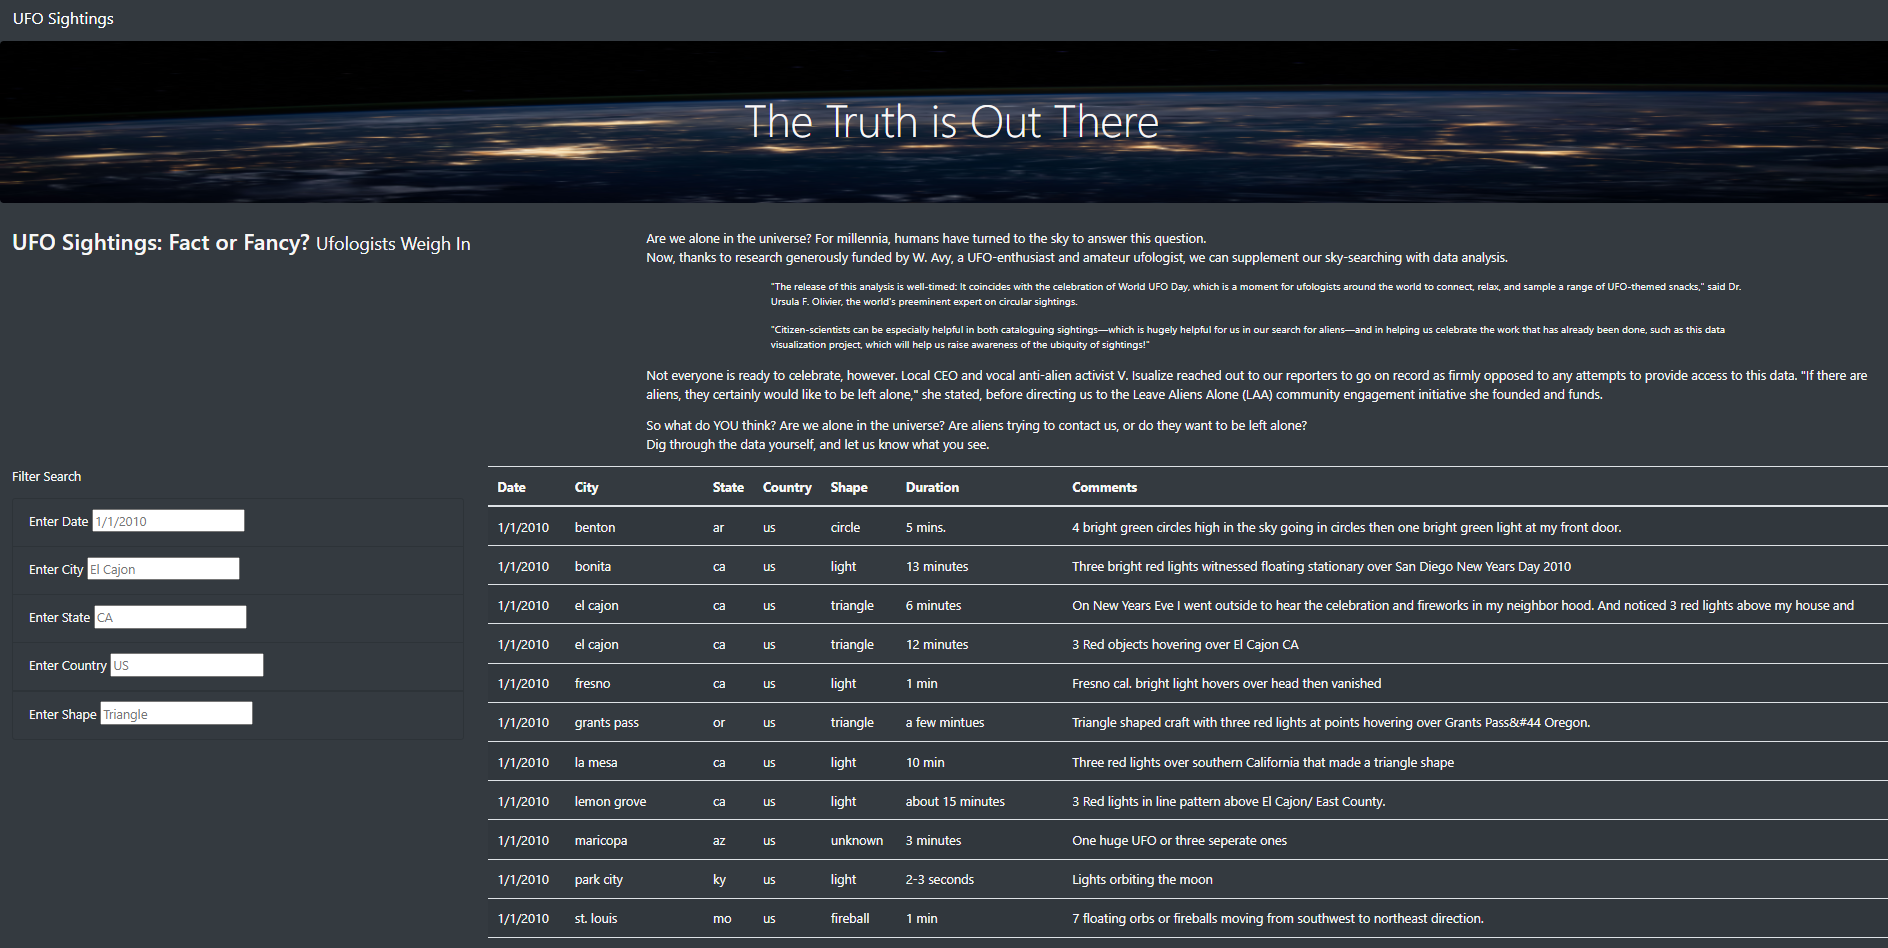 UFO Sightings
The Truth is Out There
UFO Sightings: Fact or Fancy? Ufologists Weigh In
Are we alone in the universe? For millennia, humans have turned to the sky to answer this question.
Now, thanks to research generously funded by W. Avy, a UFO-enthusiast and amateur ufologist, we can supplement our sky-searching with data analysis.
"The release of this analysis is well-timed: It coincides with the celebration of World UFO Day, which is a moment for ufologists around the world to connect, relax, and sample a range of UFO-themed snacks," said Dr.
Ursula F. Olivier, the world's preeminent expert on circular sightings.
"Citizen-scientists can be especially helpful in both cataloguing sightings—which is hugely helpful for us in our search for aliens—and in helping us celebrate the work that has already been done, such as this data
visualization project, which will help us raise awareness of the ubiquity of sightings!"
Not everyone is ready to celebrate, however. Local CEO and vocal anti-alien activist V. Isualize reached out to our reporters to go on record as firmly opposed to any attempts to provide access to this data. "If there are
aliens, they certainly would like to be left alone," she stated, before directing us to the Leave Aliens Alone (LAA) community engagement initiative she founded and funds.
So what do YOU think? Are we alone in the universe? Are aliens trying to contact us, or do they want to be left alone?
Dig through the data yourself, and let us know what you see.
Filter Search
Enter Date 1/1/2010
Enter City El Cajon
Enter State CA
Enter Country US
Enter Shape Triangle
Date City State Country Shape Duration Comments
1/1/2010 benton ar us circle 5 mins. 4 bright green circles high in the sky going in circles then one bright green light at my front door.
1/1/2010 bonita ca us light 13 minutes Three bright red lights witnessed floating stationary over San Diego New Years Day 2010
1/1/2010 el cajon ca us triangle 6 minutes On New Years Eve I went outside to hear the celebration and fireworks in my neighbor hood. And noticed 3 red lights above my house and
1/1/2010 el cajon ca us triangle 12 minutes 3 Red objects hovering over El Cajon CA
1/1/2010 fresno ca us light 1 min Fresno cal. bright light hovers over head then vanished
1/1/2010 grants pass or us triangle a few mintues Triangle shaped craft with three red lights at points hovering over Grants Pass&#44 Oregon.
1/1/2010 la mesa ca us light 10 min Three red lights over southern California that made a triangle shape
1/1/2010 lemon grove ca us light about 15 minutes 3 Red lights in line pattern above El Cajon/ East County.
1/1/2010 maricopa az us unknown 3 minutes One huge UFO or three seperate ones
1/1/2010 park city ky us light 2-3 seconds Lights orbiting the moon
1/1/2010 st. louis mo us fireball 1 min 7 floating orbs or fireballs moving from southwest to northeast direction.